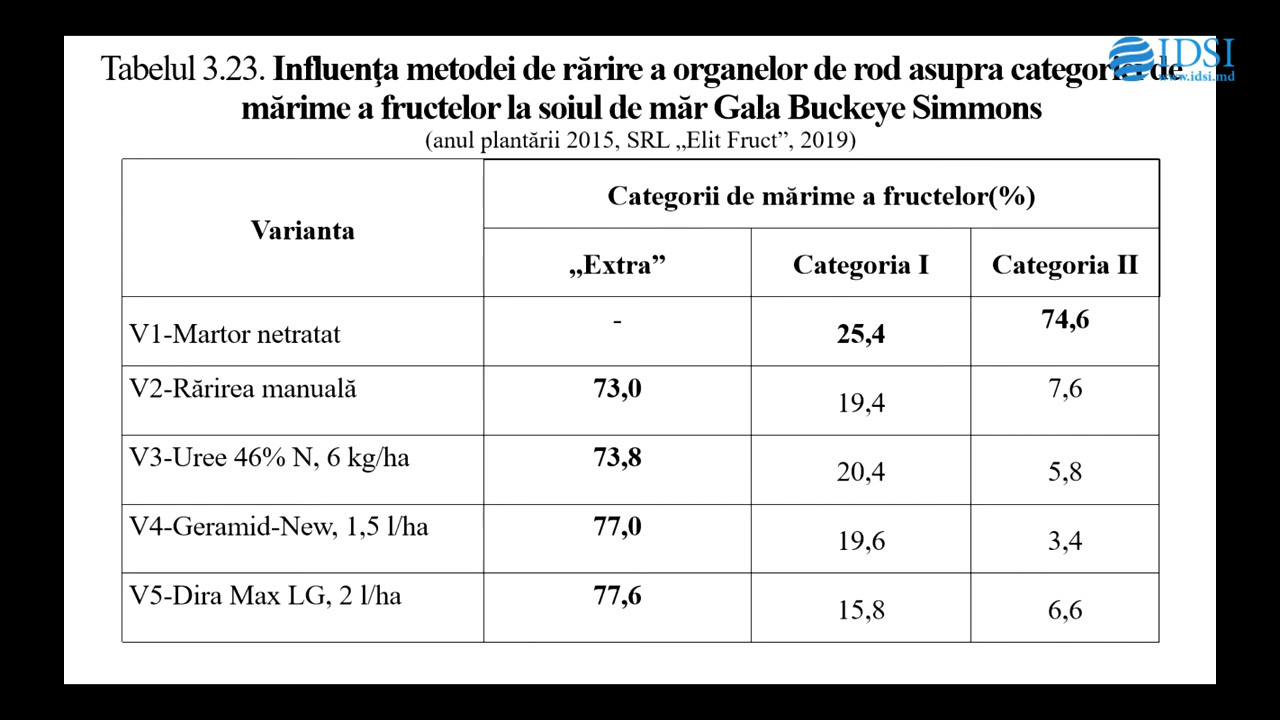 IDSI
www.idsi.md
Tabelul 3.23. Influenţa metodei de rărire a organelor de rod asupra categoriei de
mărime a fructelor la soiul de măr Gala Buckeye Simmons
(anul plantării 2015, SRL „Elit Fruct”, 2019)
Varianta
Categorii de mărime a fructelor(%)
„Extra” Categoria I Categoria II
V1-Martor netratat - 25,4 74,6
V2-Rărirea manuală 73,0 19,4 7,6
V3-Uree 46% N, 6 kg/ha 73,8 20,4 5,8
V4-Geramid-New, 1,5 l/ha 77,0 19,6 3,4
V5-Dira Max LG, 2 l/ha 77,6 15,8 6,6